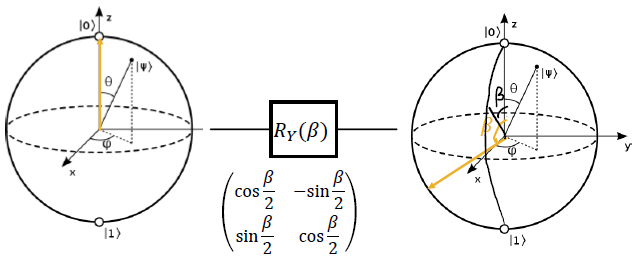 |0⟩ z
θ |Ψ⟩
φ
x
|1⟩
R_Y(β)
cos β/2 −sin β/2
sin β/2 cos β/2
|0⟩ z
θ |Ψ⟩
β
β
φ y
x
|1⟩